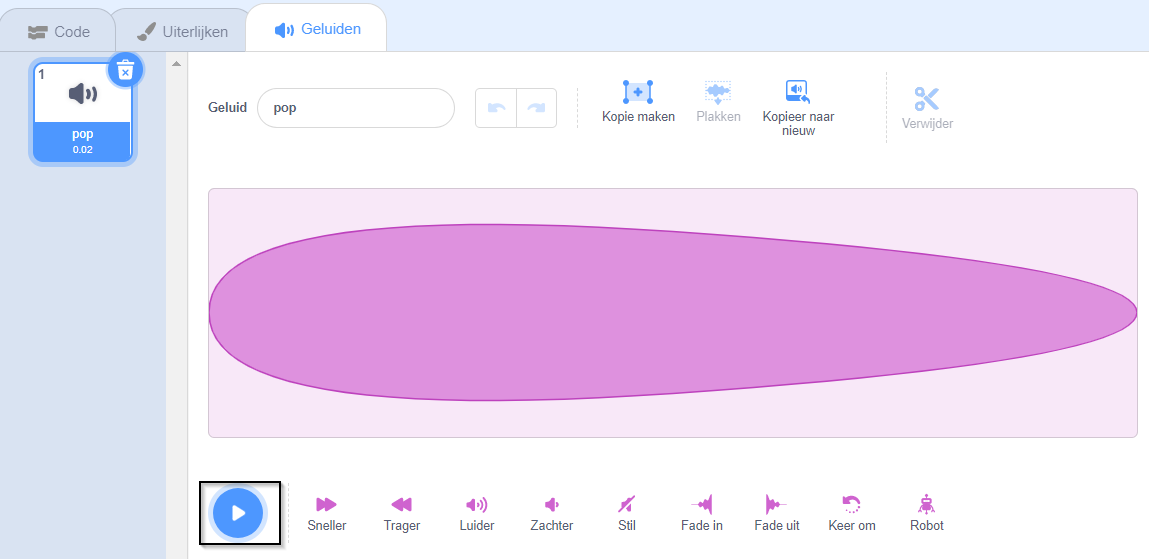 Code
Uiterlijken
Geluiden
1
pop
0.02
Geluid
pop
Kopie maken
Plakken
Kopieer naar
nieuw
Verwijder
Sneller
Trager
Luider
Zachter
Stil
Fade in
Fade uit
Keer om
Robot